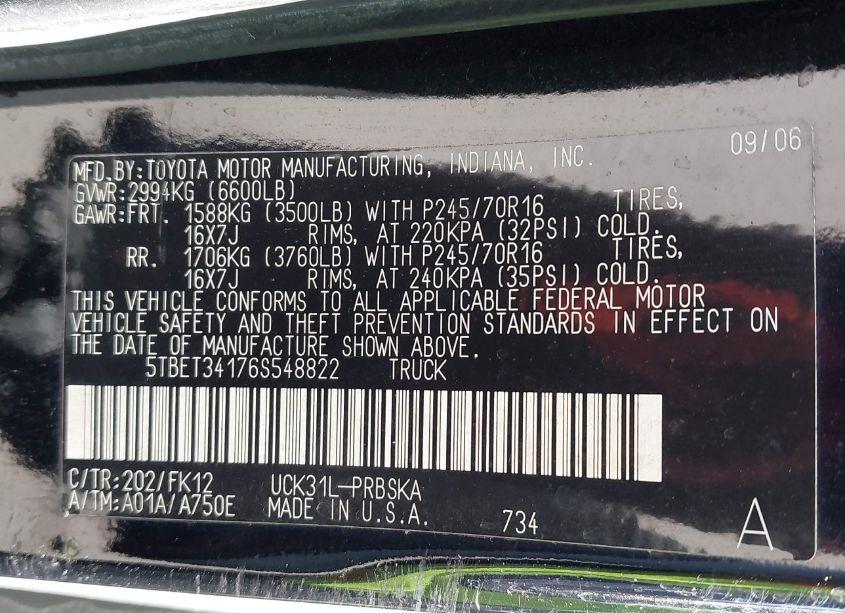 09/06
MFD.BY:TOYOTA MOTOR MANUFACTURING, INDIANA, INC.
GVWR:2994KG (6600LB)
GAWR:FRT. 1588KG (3500LB) WITH P245/70R16 TIRES,
16X7J RIMS, AT 220KPA (32PSI) COLD.
RR. 1706KG (3760LB) WITH P245/70R16 TIRES,
16X7J RIMS, AT 240KPA (35PSI) COLD.
THIS VEHICLE CONFORMS TO ALL APPLICABLE FEDERAL MOTOR
VEHICLE SAFETY AND THEFT PREVENTION STANDARDS IN EFFECT ON
THE DATE OF MANUFACTURE SHOWN ABOVE.
5TBET34176S548822 TRUCK
C/TR:202/FK12 UCK31L-PRBSKA
A/TM:A01A/A750E MADE IN U.S.A. 734 A